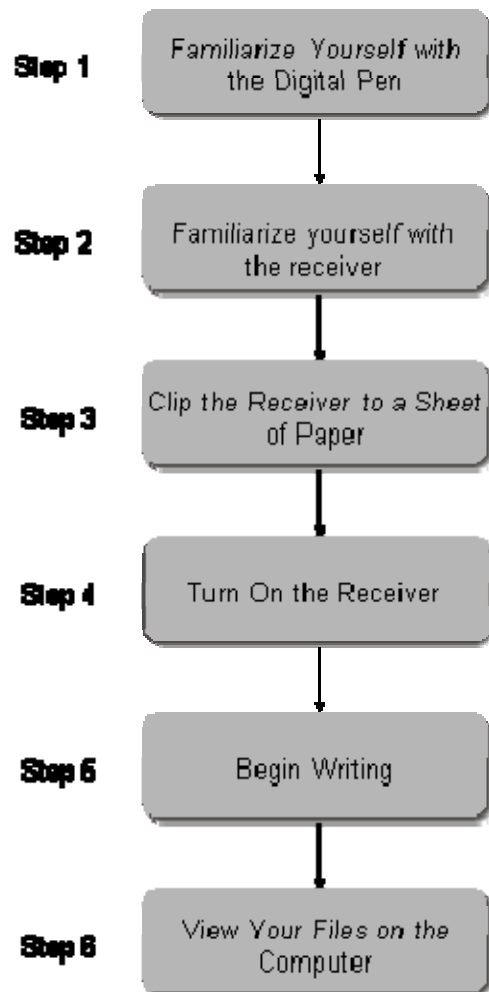 Step 1
Familiarize Yourself with
the Digital Pen
Step 2
Familiarize yourself with
the receiver
Step 3
Clip the Receiver to a Sheet
of Paper
Step 4
Turn On the Receiver
Step 5
Begin Writing
Step 6
View Your Files on the
Computer